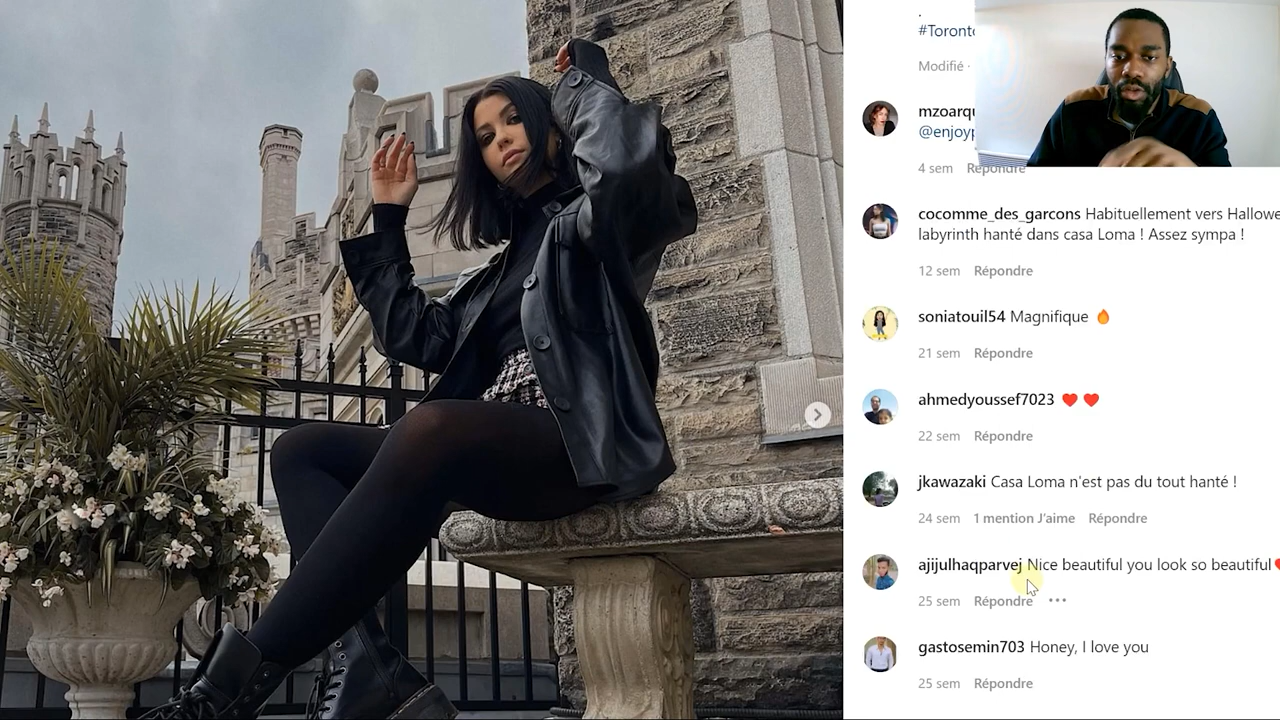 .
#Toront
Modifié ·
mzoarq
@enjoy
4 sem Répondre
cocomme_des_garcons Habituellement vers Hallowe
labyrinth hanté dans casa Loma ! Assez sympa !
12 sem Répondre
soniatouil54 Magnifique 🔥
21 sem Répondre
ahmedyoussef7023 ❤️ ❤️
22 sem Répondre
jkawazaki Casa Loma n'est pas du tout hanté !
24 sem 1 mention J'aime Répondre
ajijulhaqparvej Nice beautiful you look so beautiful❤️
25 sem Répondre •••
gastosemin703 Honey, I love you
25 sem Répondre